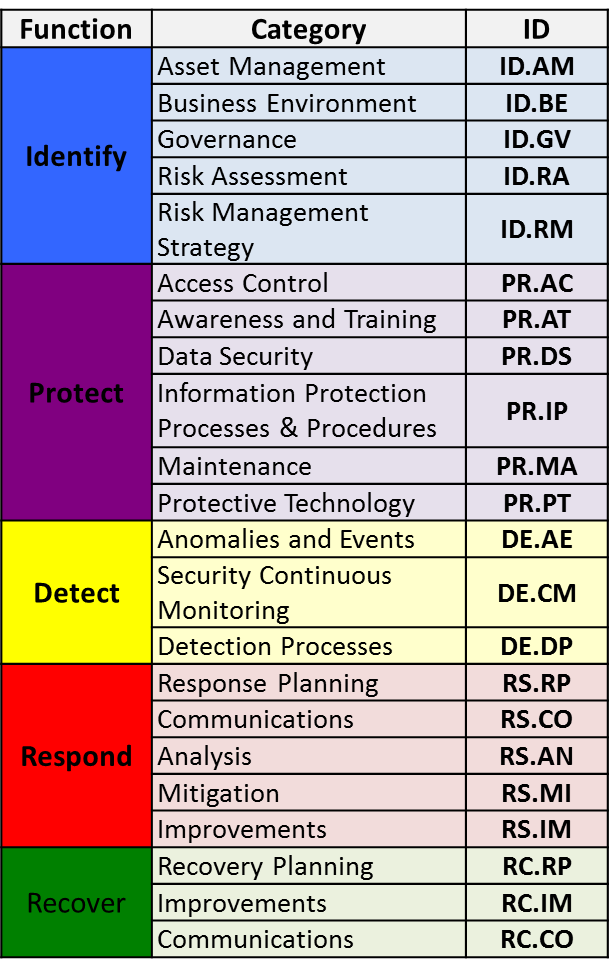 Function Category ID
Identify
Asset Management ID.AM
Business Environment ID.BE
Governance ID.GV
Risk Assessment ID.RA
Risk Management
Strategy
ID.RM
Protect
Access Control PR.AC
Awareness and Training PR.AT
Data Security PR.DS
Information Protection
Processes & Procedures
PR.IP
Maintenance PR.MA
Protective Technology PR.PT
Detect
Anomalies and Events DE.AE
Security Continuous
Monitoring
DE.CM
Detection Processes DE.DP
Respond
Response Planning RS.RP
Communications RS.CO
Analysis RS.AN
Mitigation RS.MI
Improvements RS.IM
Recover
Recovery Planning RC.RP
Improvements RC.IM
Communications RC.CO